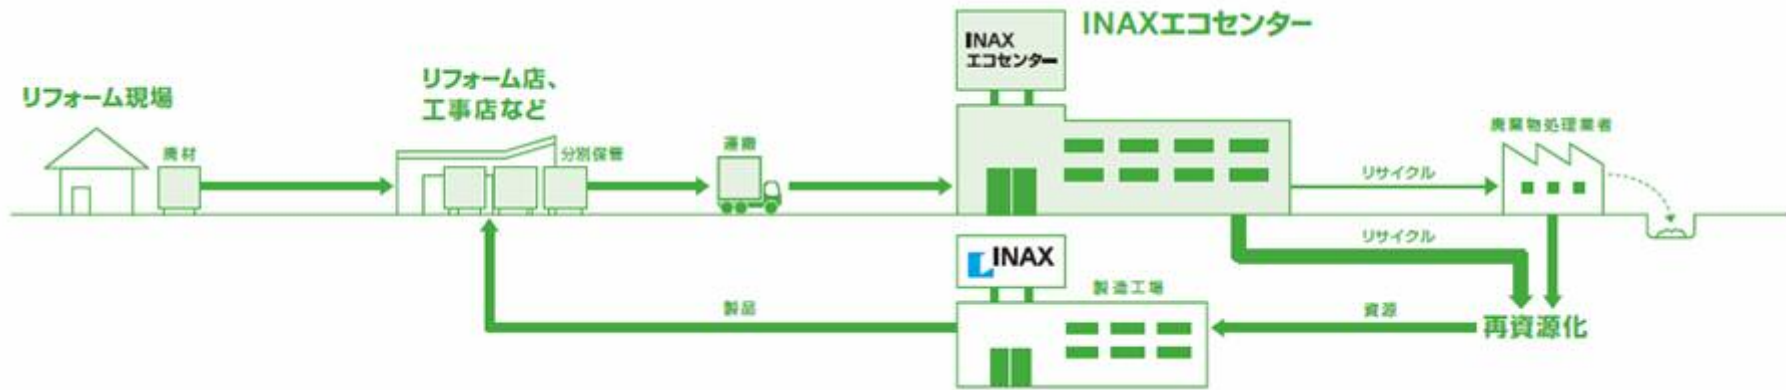 INAXエコセンター
INAX
エコセンター
リフォーム店、
工事店など
リフォーム現場
廃材
分別保管
運搬
廃棄物処理業者
リサイクル
リサイクル
INAX
製造工場
製品
資源
再資源化